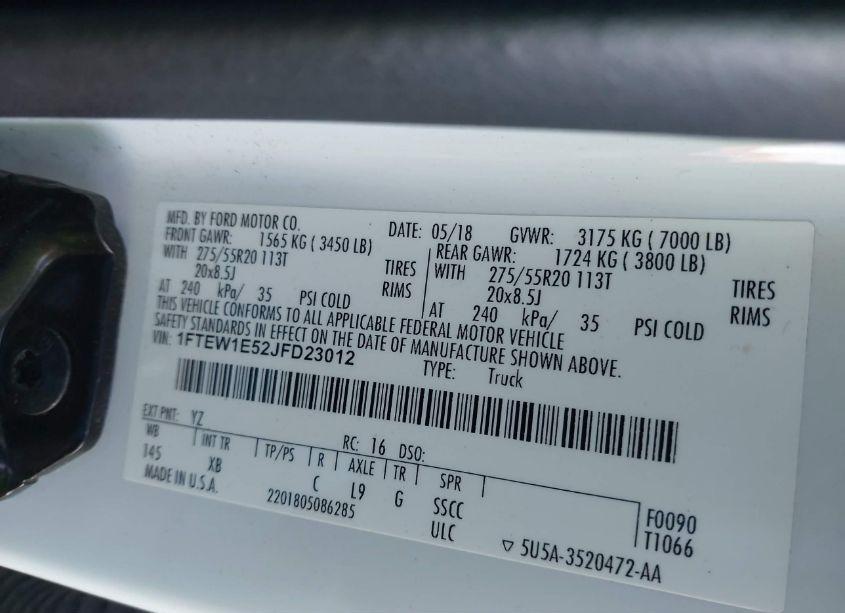 MFD. BY FORD MOTOR CO. DATE: 05/18 GVWR: 3175 KG ( 7000 LB)
FRONT GAWR: 1565 KG ( 3450 LB) REAR GAWR: 1724 KG ( 3800 LB)
WITH 275/55R20 113T TIRES WITH 275/55R20 113T TIRES
20x8.5J RIMS 20x8.5J RIMS
AT 240 kPa/ 35 PSI COLD AT 240 kPa/ 35 PSI COLD
THIS VEHICLE CONFORMS TO ALL APPLICABLE FEDERAL MOTOR VEHICLE
SAFETY STANDARDS IN EFFECT ON THE DATE OF MANUFACTURE SHOWN ABOVE.
VIN: 1FTEW1E52JFD23012 TYPE: Truck
EXT PNT: YZ RC: 16 DSO:
WB INT TR TP/PS R AXLE TR SPR
145 XB C L9 G SSCC F0090
MADE IN U.S.A. 2201805086285 ULC T1066
▽ 5U5A-3520472-AA